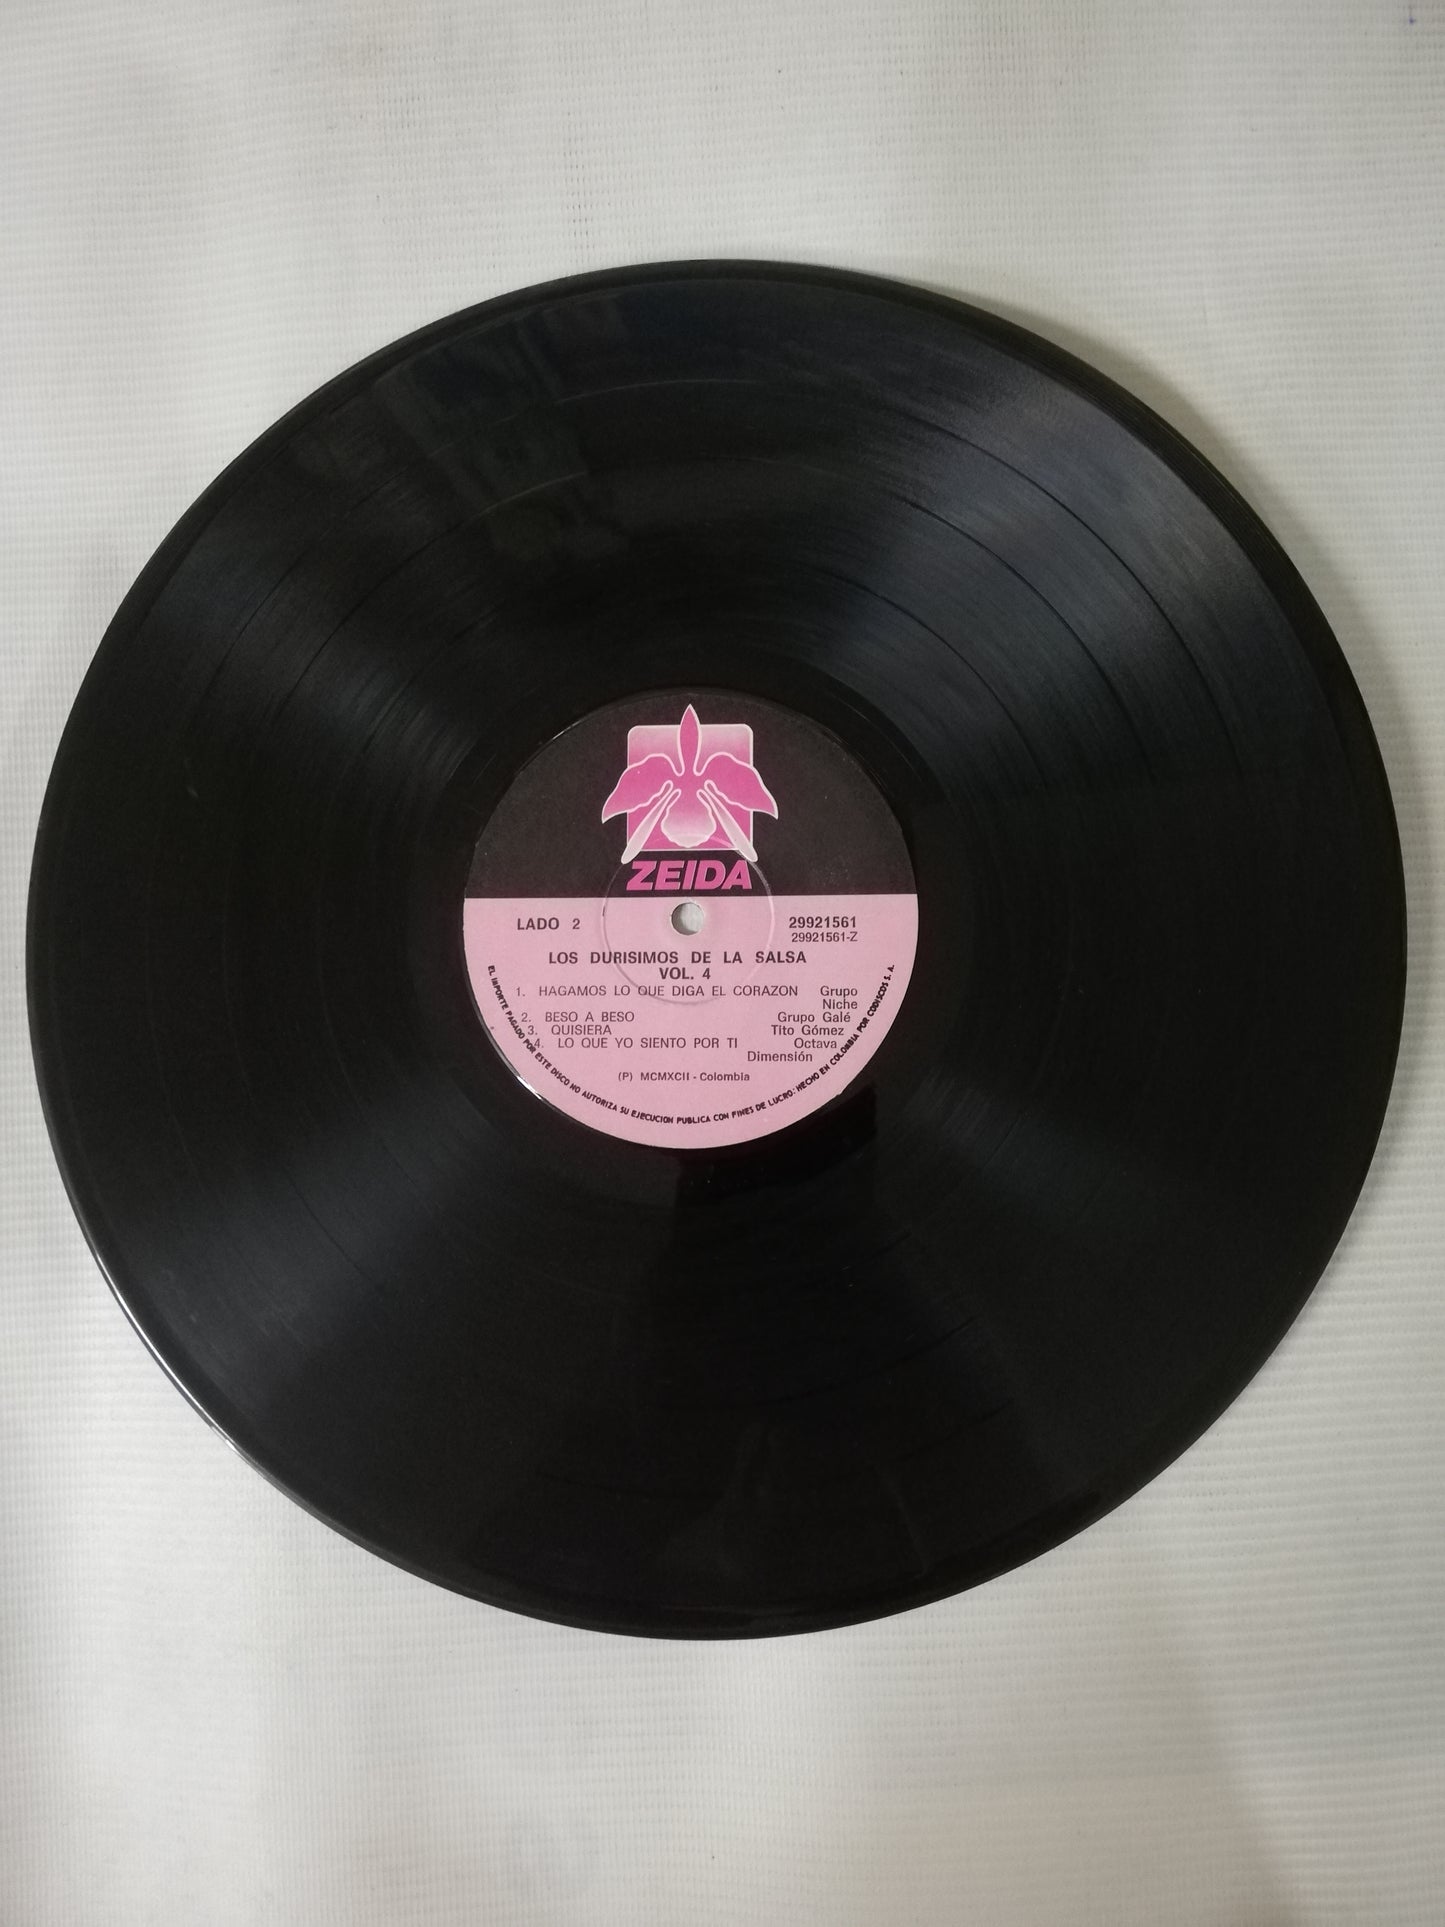 ZEIDA
LADO 2 29921561
29921561-Z
LOS DURISIMOS DE LA SALSA
VOL. 4
1. HAGAMOS LO QUE DIGA EL CORAZON Grupo
Niche
2. BESO A BESO Grupo Galé
3. QUISIERA Tito Gómez
4. LO QUE YO SIENTO POR TI Octava
Dimensión
(P) MCMXCII - Colombia
EL IMPORTE PAGADO POR ESTE DISCO NO AUTORIZA SU EJECUCION PUBLICA CON FINES DE LUCRO: HECHO EN COLOMBIA POR CODISCOS S. A.